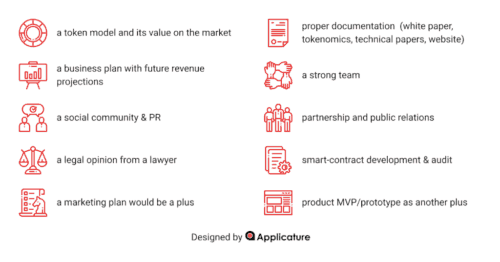 a token model and its value on the market
a business plan with future revenue
projections
a social community & PR
a legal opinion from a lawyer
a marketing plan would be a plus
proper documentation (white paper,
tokenomics, technical papers, website)
a strong team
partnership and public relations
smart-contract development & audit
product MVP/prototype as another plus
Designed by Applicature